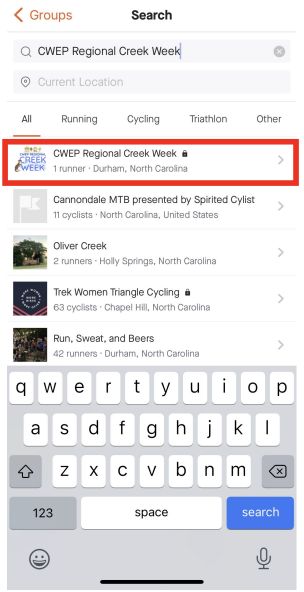 Groups
Search
CWEP Regional Creek Week
Current Location
All Running Cycling Triathlon Other
CREEK
WEEK
CWEP Regional Creek Week
1 runner · Durham, North Carolina
Cannondale MTB presented by Spirited Cylist
11 cyclists · North Carolina, United States
Oliver Creek
2 runners · Holly Springs, North Carolina
Trek Women Triangle Cycling
63 cyclists · Chapel Hill, North Carolina
Run, Sweat, and Beers
42 runners · Durham, North Carolina
q w e r t y u i o p
a s d f g h j k l
z x c v b n m
123 space search